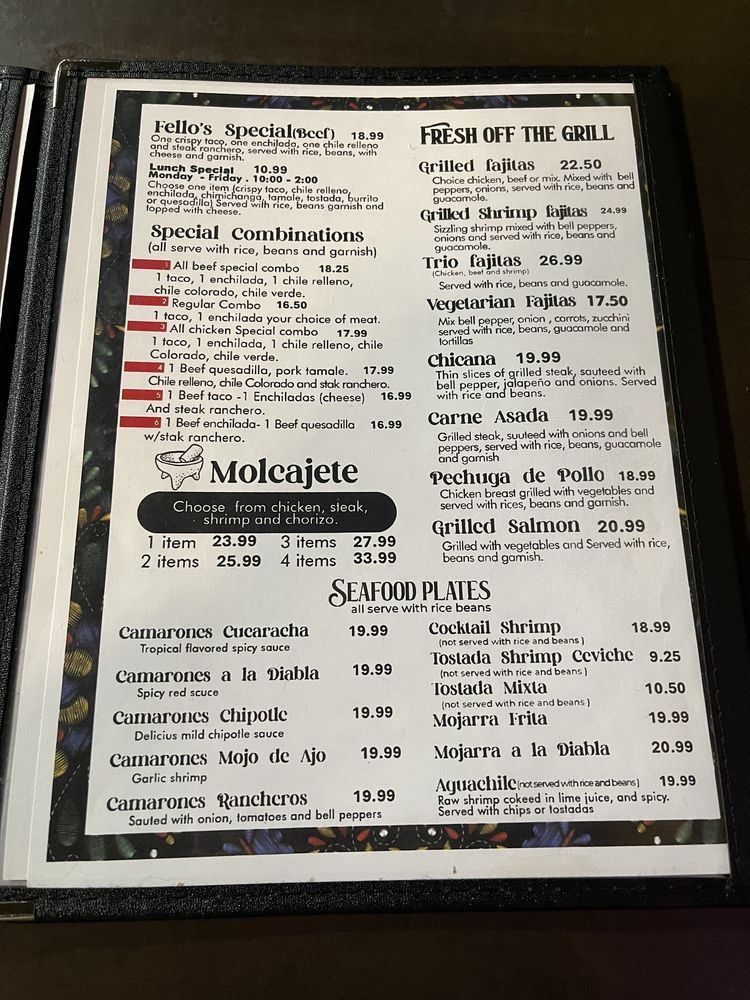 Fello's Special(Beef) 18.99
One crispy taco, one enchilada, one chile relleno
and steak ranchero, served with rice, beans, with
cheese and garnish.
Lunch Special 10.99
Monday - Friday . 10:00 - 2:00
Choose one item (crispy taco, chile relleno,
enchilada, chimichanga, tamale, tostada, burrito
or quesadilla) Served with rice, beans garnish and
topped with cheese.
Special Combinations
(all serve with rice, beans and garnish)
1 All beef special combo 18.25
1 taco, 1 enchilada, 1 chile relleno,
chile colorado, chile verde.
2 Regular Combo 16.50
1 taco, 1 enchilada your choice of meat.
3 All chicken Special combo 17.99
1 taco, 1 enchilada, 1 chile relleno, chile
Colorado, chile verde.
4 1 Beef quesadilla, pork tamale. 17.99
Chile relleno, chile Colorado and stak ranchero.
5 1 Beef taco -1 Enchiladas (cheese) 16.99
And steak ranchero.
6 1 Beef enchilada- 1 Beef quesadilla 16.99
w/stak ranchero.
Molcajete
Choose from chicken, steak,
shrimp and chorizo.
1 item 23.99 3 items 27.99
2 items 25.99 4 items 33.99
FRESH OFF THE GRILL
Grilled fajitas 22.50
Choice chicken, beef or mix. Mixed with bell
peppers, onions, served with rice, beans and
guacamole.
Grilled Shrimp fajitas 24.99
Sizzling shrimp mixed with bell peppers,
onions and served with rice, beans and
guacamole.
Trio fajitas 26.99
(Chicken, beef and shrimp)
Served with rice, beans and guacamole.
Vegetarian Fajitas 17.50
Mix bell pepper, onion , carrots, zucchini
served with rice, beans, guacamole and
tortillas
Chicana 19.99
Thin slices of grilled steak, sauteed with
bell pepper, jalapeño and onions. Served
with rice and beans.
Carne Asada 19.99
Grilled steak, suuteed with onions and bell
peppers, served with rice, beans, guacamole
and garnish
Pechuga de Pollo 18.99
Chicken breast grilled with vegetables and
served with rices, beans and garnish.
Grilled Salmon 20.99
Grilled with vegetables and Served with rice,
beans and garnish.
SEAFOOD PLATES
all serve with rice beans
Camarones Cucaracha 19.99
Tropical flavored spicy sauce
Camarones a la Diabla 19.99
Spicy red scuce
Camarones Chipotle 19.99
Delicius mild chipotle sauce
Camarones Mojo de Ajo 19.99
Garlic shrimp
Camarones Rancheros 19.99
Sauted with onion, tomatoes and bell peppers
Cocktail Shrimp 18.99
(not served with rice and beans)
Tostada Shrimp Ceviche 9.25
(not served with rice and beans)
Tostada Mixta 10.50
(not served with rice and beans)
Mojarra Frita 19.99
Mojarra a la Diabla 20.99
Aguachile(not served with rice and beans) 19.99
Raw shrimp cokeed in lime juice, and spicy.
Served with chips or tostadas